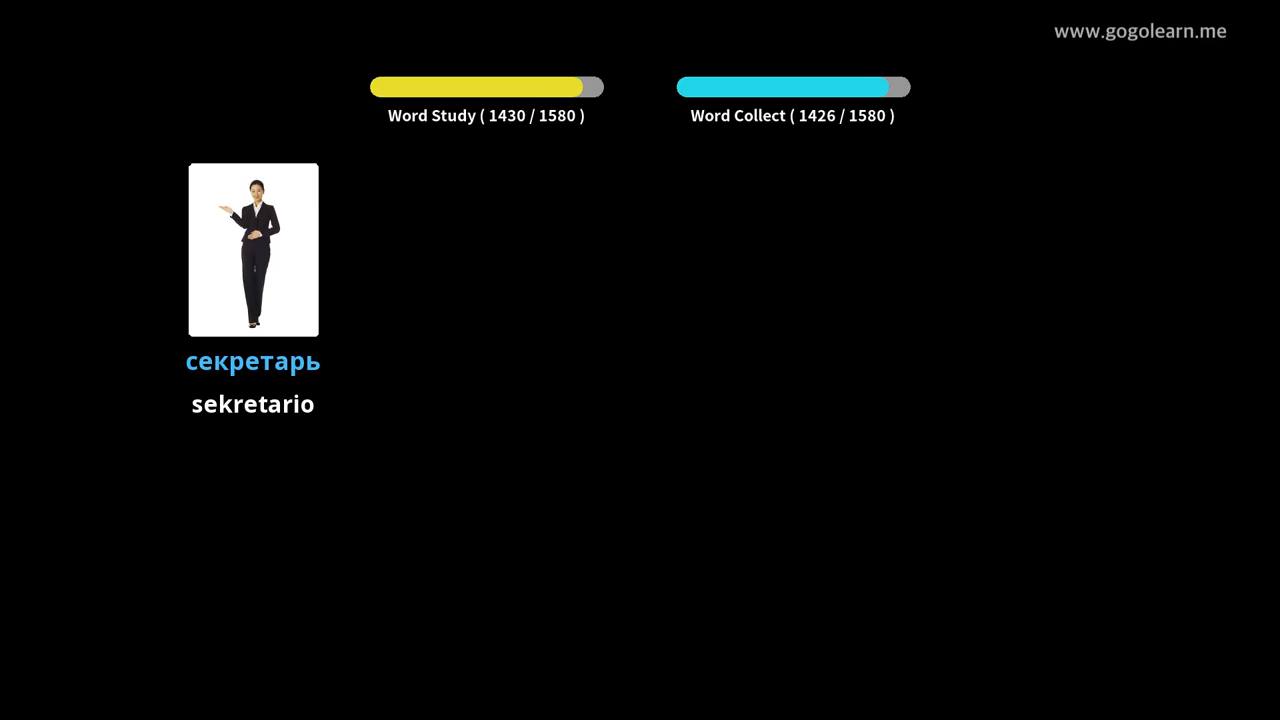 www.gogolearn.me
Word Study ( 1430 / 1580 )
Word Collect ( 1426 / 1580 )
секретарь
sekretario